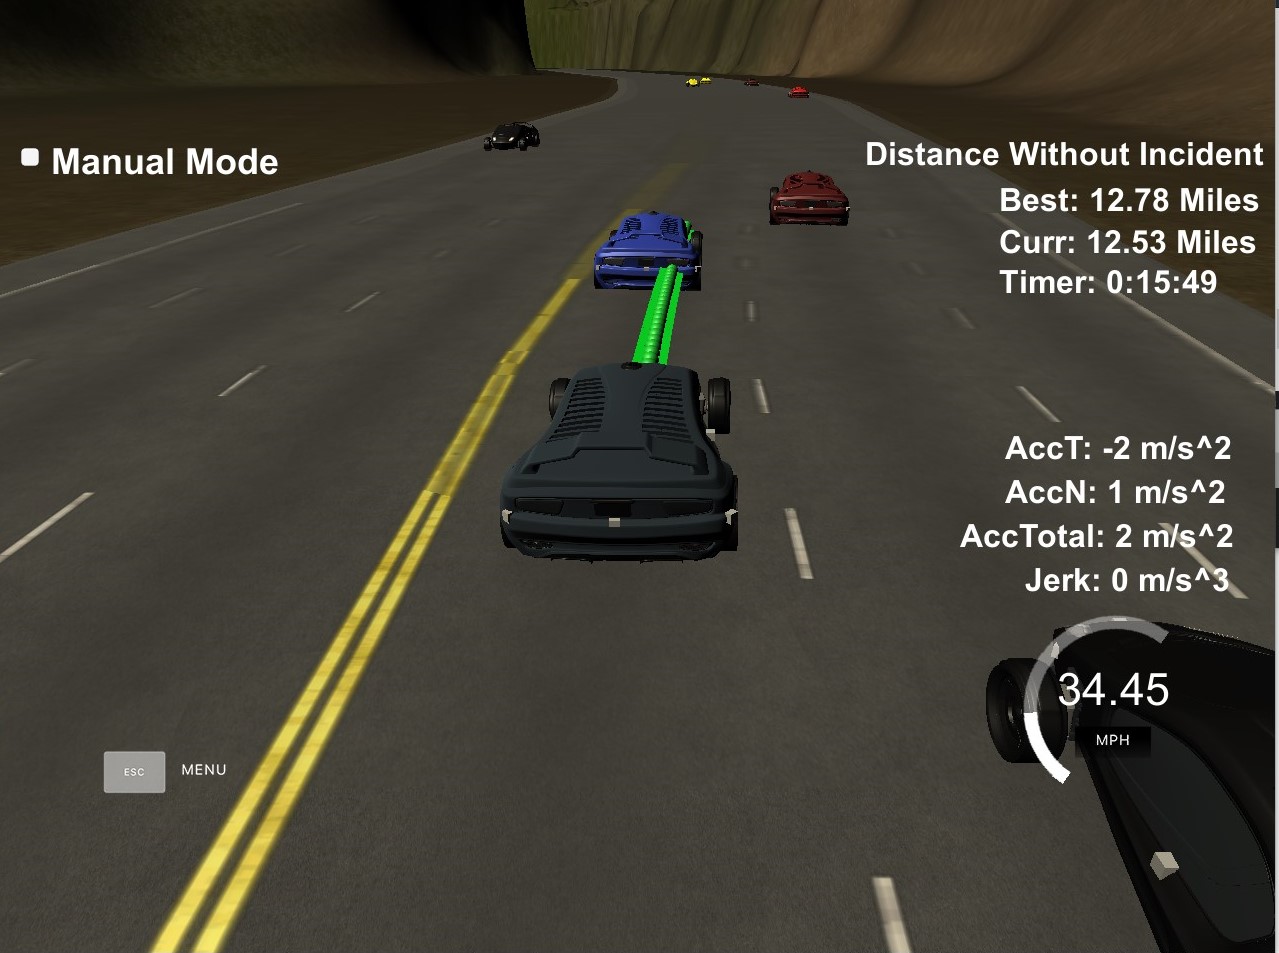 Manual Mode
Distance Without Incident
Best: 12.78 Miles
Curr: 12.53 Miles
Timer: 0:15:49
AccT: -2 m/s^2
AccN: 1 m/s^2
AccTotal: 2 m/s^2
Jerk: 0 m/s^3
34.45
MPH
ESC MENU